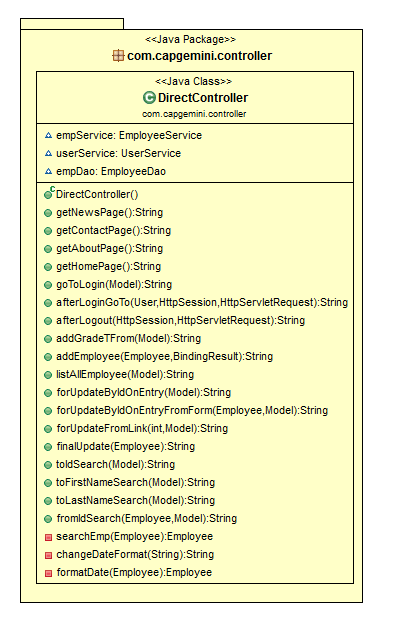 <<Java Package>>
com.capgemini.controller
<<Java Class>>
DirectController
com.capgemini.controller
empService: EmployeeService
userService: UserService
empDao: EmployeeDao
DirectController()
getNewsPage():String
getContactPage():String
getAboutPage():String
getHomePage():String
goToLogin(Model):String
afterLoginGoTo(User,HttpSession,HttpServletRequest):String
afterLogout(HttpSession,HttpServletRequest):String
addGradeTFrom(Model):String
addEmployee(Employee,BindingResult):String
listAllEmployee(Model):String
forUpdateByIdOnEntry(Model):String
forUpdateByIdOnEntryFromForm(Employee,Model):String
forUpdateFromLink(int,Model):String
finalUpdate(Employee):String
toIdSearch(Model):String
toFirstNameSearch(Model):String
toLastNameSearch(Model):String
fromIdSearch(Employee,Model):String
searchEmp(Employee):Employee
changeDateFormat(String):String
formatDate(Employee):Employee